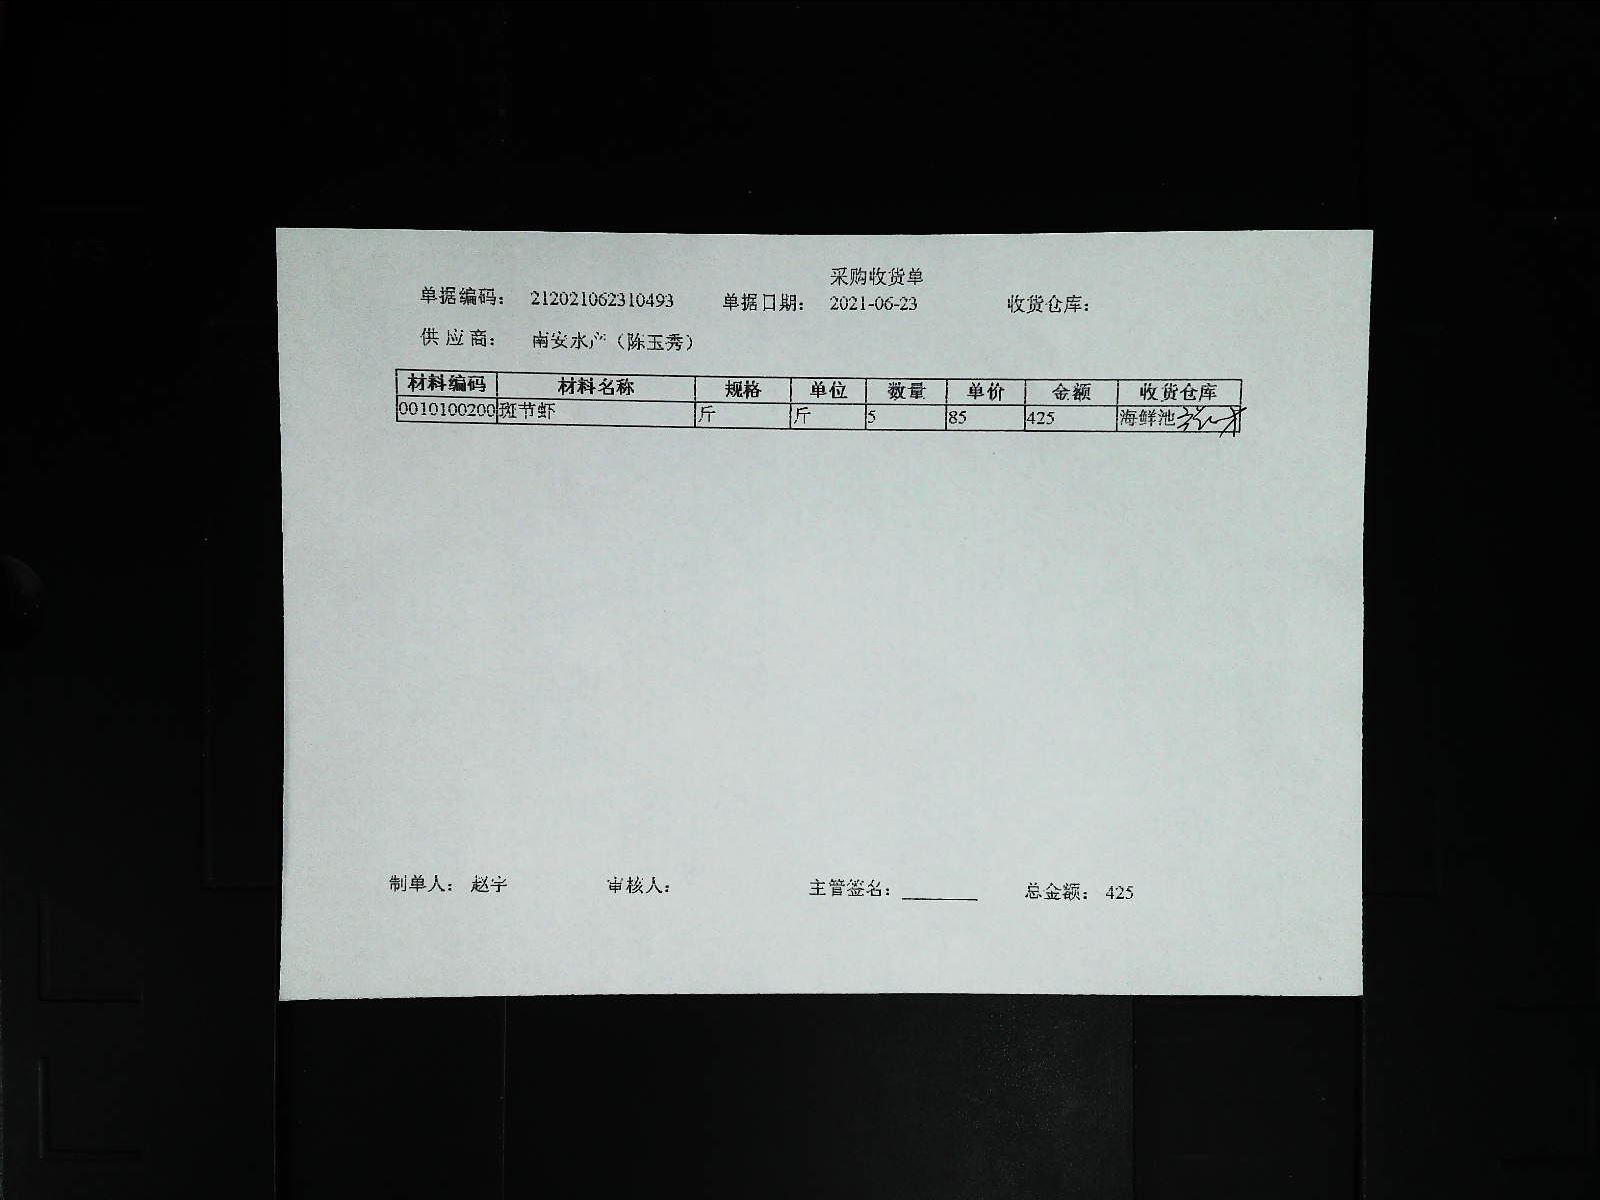 采购收货单
单据编码： 212021062310493 单据日期： 2021-06-23 收货仓库：
供 应 商： 南安水产（陈玉秀）
材料编码 材料名称 规格 单位 数量 单价 金额 收货仓库
0010100200 斑节虾 斤 斤 5 85 425 海鲜池
制单人： 赵宇 审核人： 主管签名： 总金额： 425